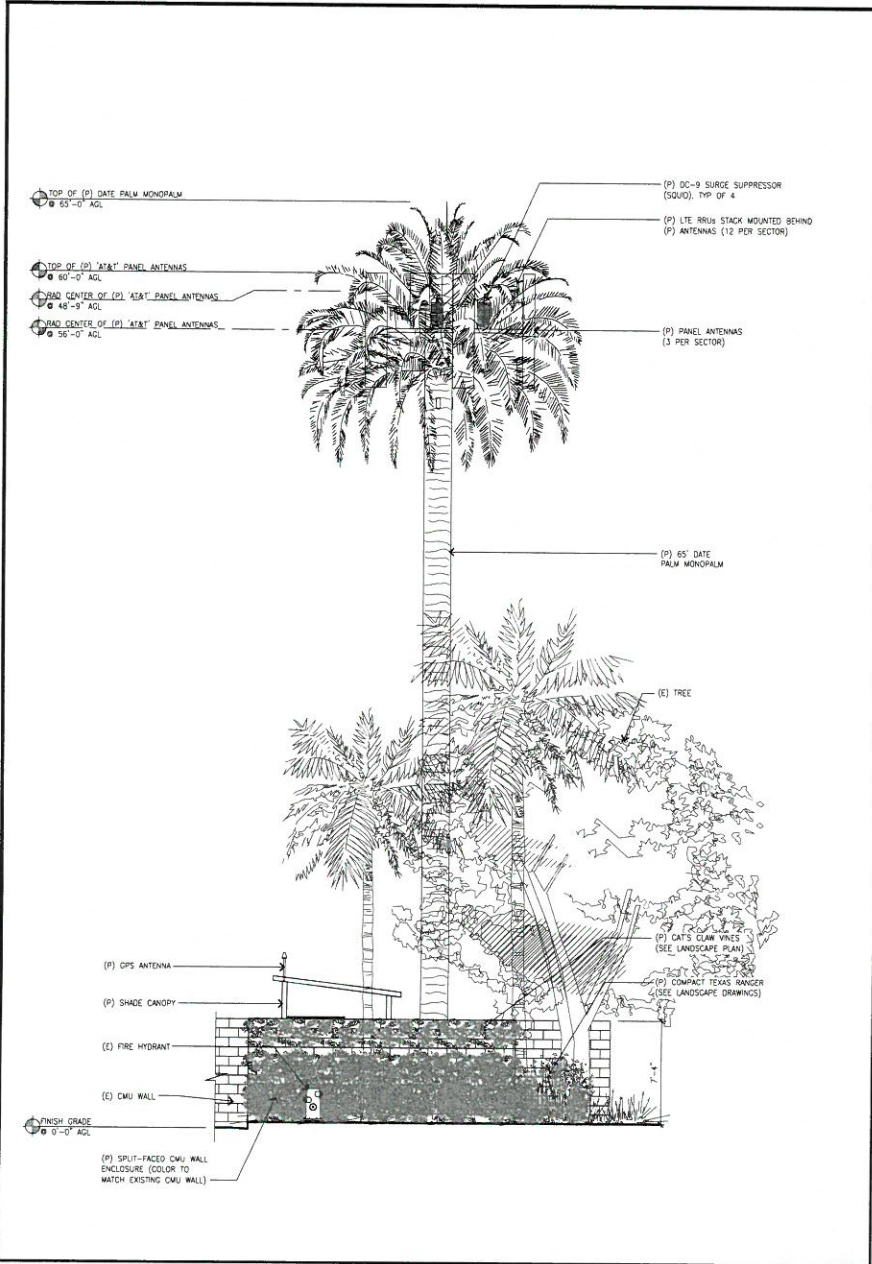 TOP OF (P) DATE PALM MONOPALM
@ 65'-0" AGL
TOP OF (P) 'AT&T' PANEL ANTENNAS
@ 60'-0" AGL
RAD CENTER OF (P) 'AT&T' PANEL ANTENNAS
@ 48'-9" AGL
RAD CENTER OF (P) 'AT&T' PANEL ANTENNAS
@ 56'-0" AGL
(P) DC-9 SURGE SUPPRESSOR
(SQUID), TYP OF 4
(P) LTE RRUs STACK MOUNTED BEHIND
(P) ANTENNAS (12 PER SECTOR)
(P) PANEL ANTENNAS
(3 PER SECTOR)
(P) 65' DATE
PALM MONOPALM
(E) TREE
(P) CAT'S CLAW VINES
(SEE LANDSCAPE PLAN)
(P) COMPACT TEXAS RANGER
(SEE LANDSCAPE DRAWINGS)
7'-4"
(P) GPS ANTENNA
(P) SHADE CANOPY
(E) FIRE HYDRANT
(E) CMU WALL
FINISH GRADE
@ 0'-0" AGL
(P) SPLIT-FACED CMU WALL
ENCLOSURE (COLOR TO
MATCH EXISTING CMU WALL)